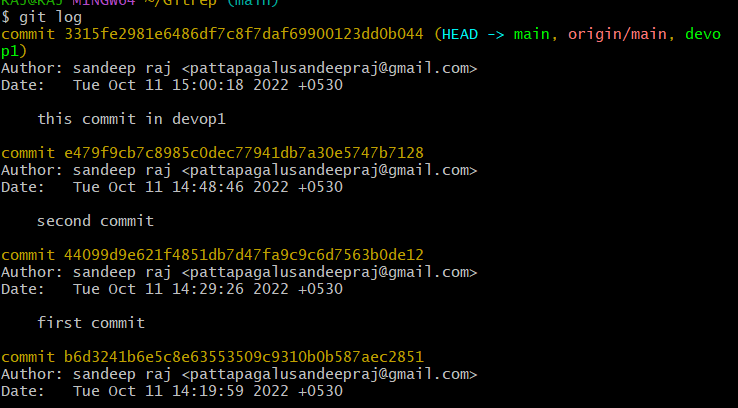 RAJ@RAJ MINGW64 ~/Gitrep (main)
$ git log
commit 3315fe2981e6486df7c8f7daf69900123dd0b044 (HEAD -> main, origin/main, devo
p1)
Author: sandeep raj <pattapagalusandeepraj@gmail.com>
Date:   Tue Oct 11 15:00:18 2022 +0530
    this commit in devop1
commit e479f9cb7c8985c0dec77941db7a30e5747b7128
Author: sandeep raj <pattapagalusandeepraj@gmail.com>
Date:   Tue Oct 11 14:48:46 2022 +0530
    second commit
commit 44099d9e621f4851db7d47fa9c9c6d7563b0de12
Author: sandeep raj <pattapagalusandeepraj@gmail.com>
Date:   Tue Oct 11 14:29:26 2022 +0530
    first commit
commit b6d3241b6e5c8e63553509c9310b0b587aec2851
Author: sandeep raj <pattapagalusandeepraj@gmail.com>
Date:   Tue Oct 11 14:19:59 2022 +0530